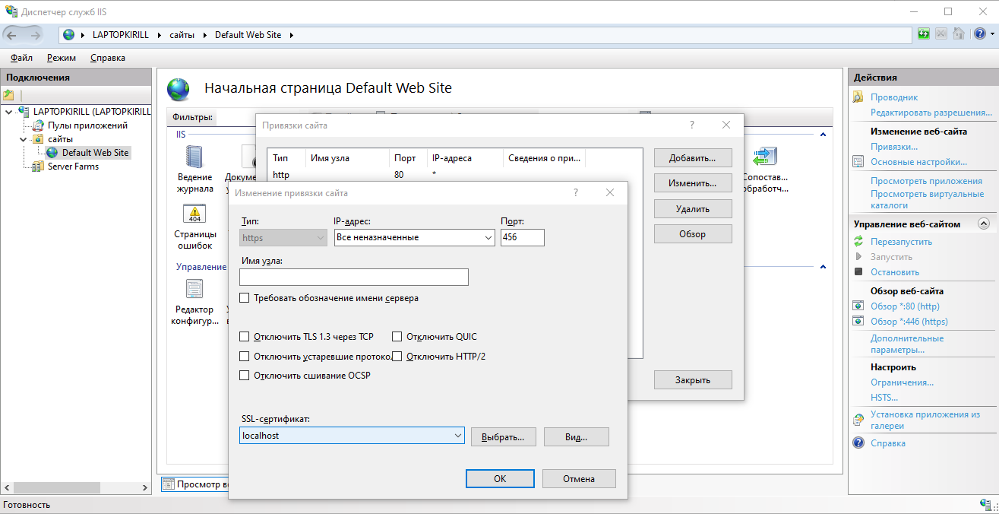 Диспетчер служб IIS
LAPTOPKIRILL сайты Default Web Site
Файл Режим Справка
Подключения
LAPTOPKIRILL (LAPTOPKIRILL
Пулы приложений
сайты
Default Web Site
Server Farms
Начальная страница Default Web Site
Фильтры:
IIS
Ведение
журнала
Страницы
ошибок
404
Управление
Редактор
конфигур...
Сопостав...
обработч...
Просмотр
Привязки сайта
?
Тип Имя узла Порт IP-адреса Сведения о при...
http 80 *
Добавить...
Изменить...
Удалить
Обзор
Закрыть
Изменение привязки сайта
?
Тип: IP-адрес: Порт:
https Все неназначенные 456
Имя узла:
Требовать обозначение имени сервера
Отключить TLS 1.3 через TCP Отключить QUIC
Отключить устаревшие протоко. Отключить HTTP/2
Отключить сшивание OCSP
SSL-сертификат:
localhost Выбрать... Вид...
OK Отмена
Действия
Проводник
Редактировать разрешения...
Изменение веб-сайта
Привязки...
Основные настройки...
Просмотреть приложения
Просмотреть виртуальные
каталоги
Управление веб-сайтом
Перезапустить
Запустить
Остановить
Обзор веб-сайта
Обзор *:80 (http)
Обзор *:446 (https)
Дополнительные
параметры...
Настроить
Ограничения...
HSTS...
Установка приложения из
галереи
Справка
Готовность